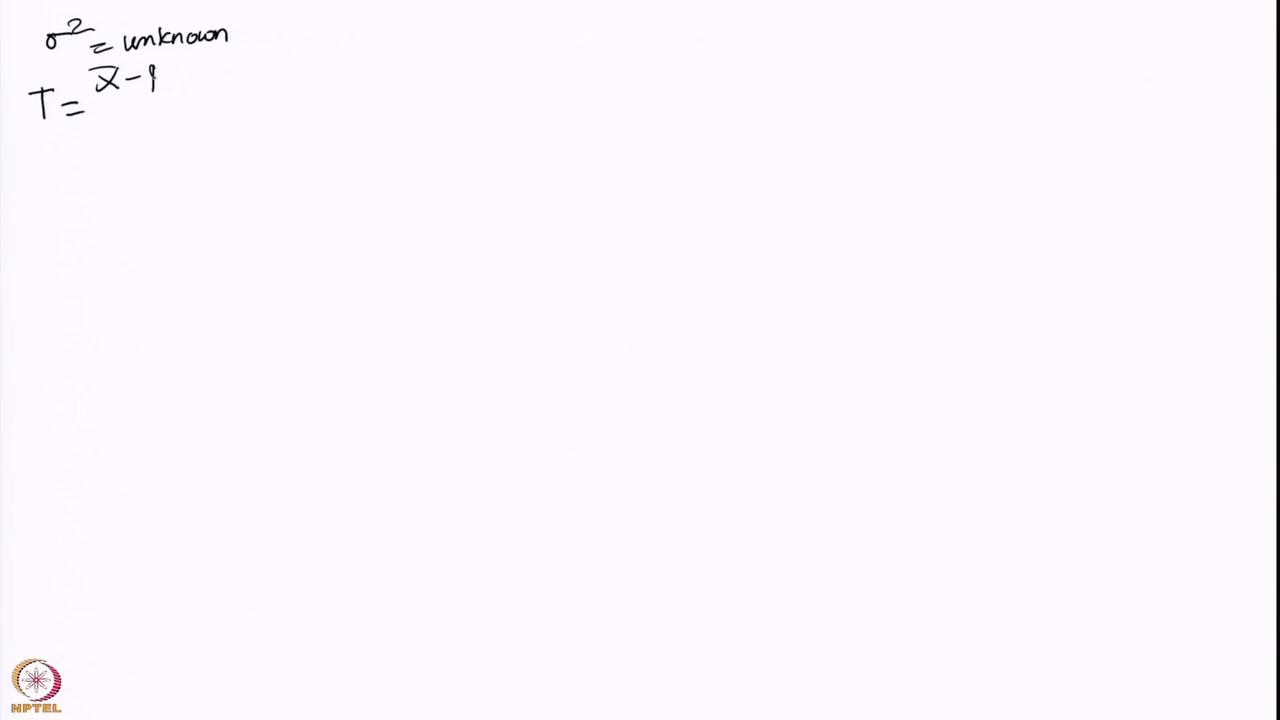 σ² = unknown
T = x̄ -
NPTEL